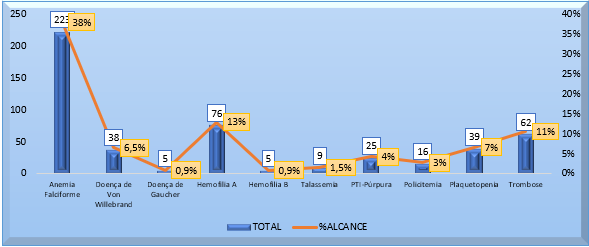 250
200
150
100
50
0
40%
35%
30%
25%
20%
15%
10%
5%
0%
223
38
5
76
5
9
25
16
39
62
38%
6,5%
0,9%
13%
0,9%
1,5%
4%
3%
7%
11%
Anemia
Falciforme
Doença de
Von
Willebrand
Doença de
Gaucher
Hemofilia A
Hemofilia B
Talassemia
PTI-Púrpura
Policitemia
Plaquetopenia
Trombose
TOTAL
%ALCANCE